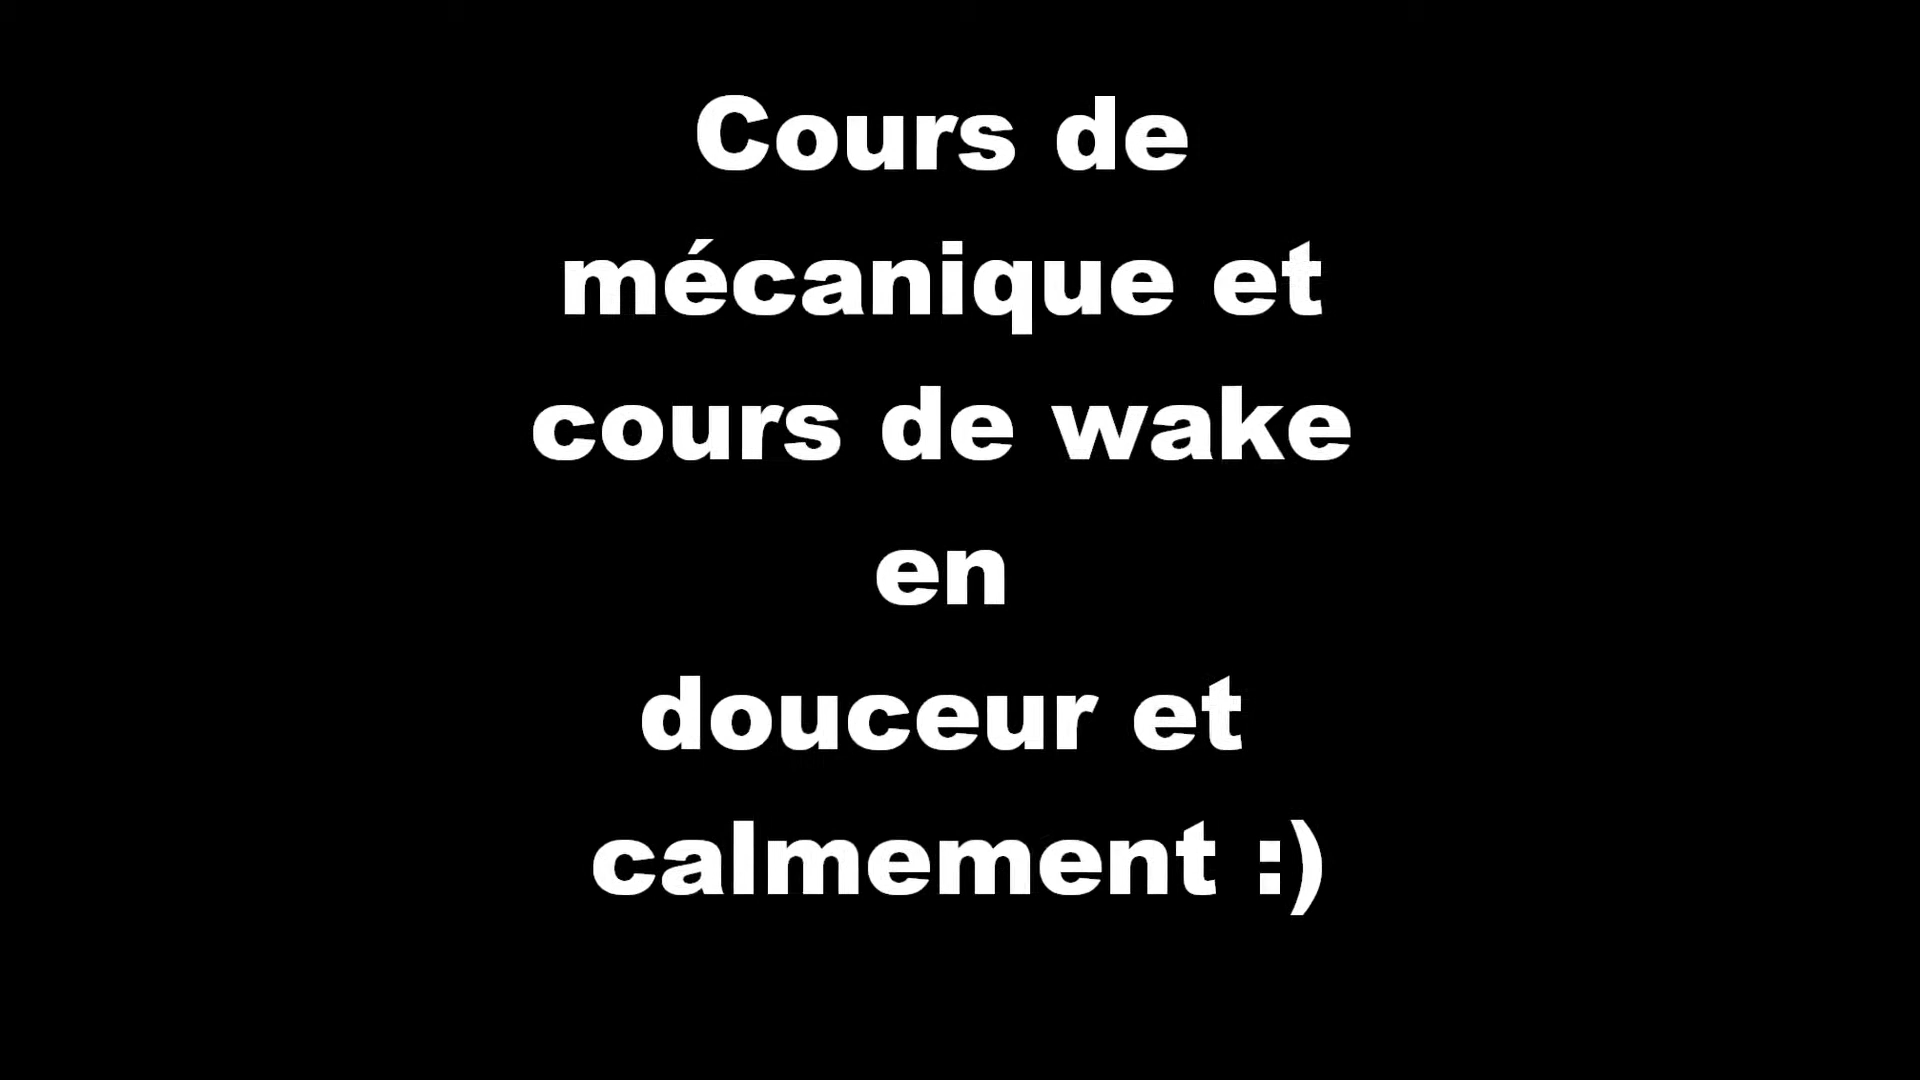 Cours de
mécanique et
cours de wake
en
douceur et
calmement :)